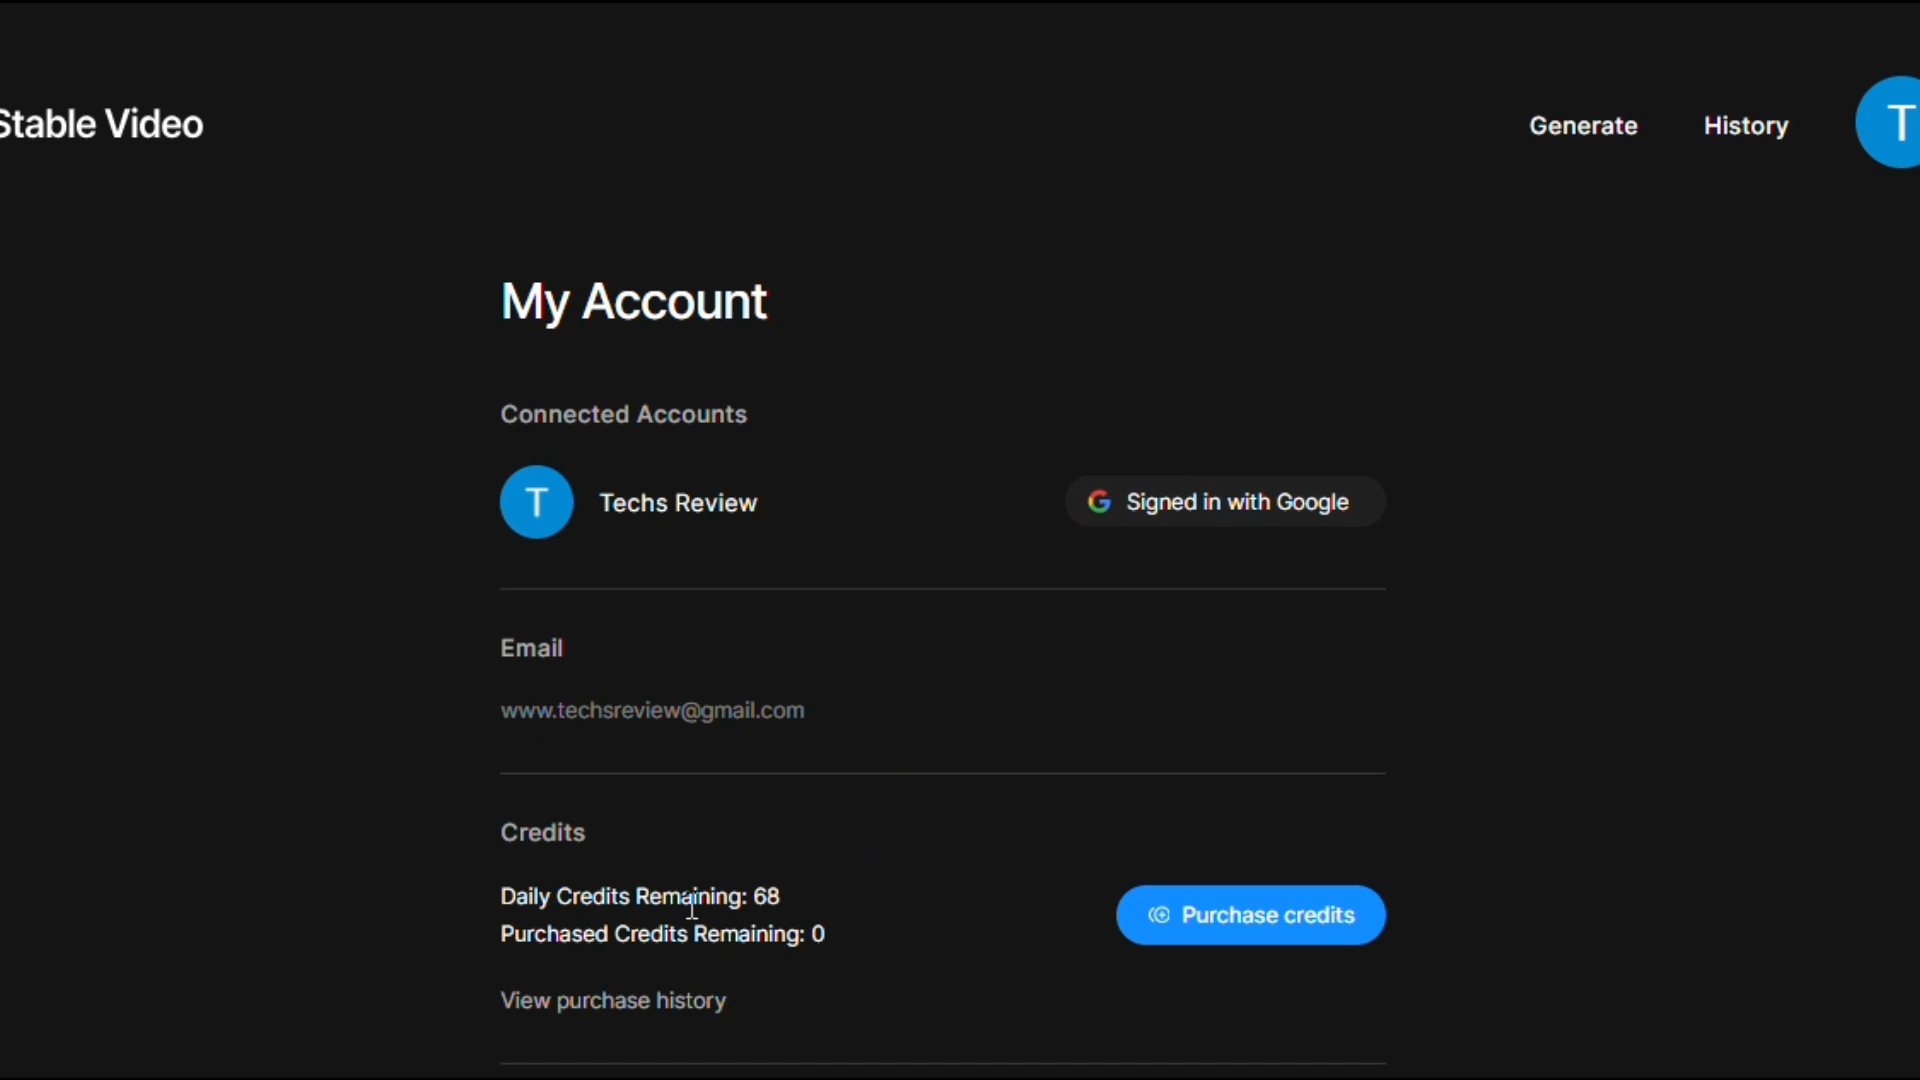 Stable Video
Generate
History
T
My Account
Connected Accounts
T
Techs Review
Signed in with Google
Email
www.techsreview@gmail.com
Credits
Daily Credits Remaining: 68
Purchased Credits Remaining: 0
Purchase credits
View purchase history